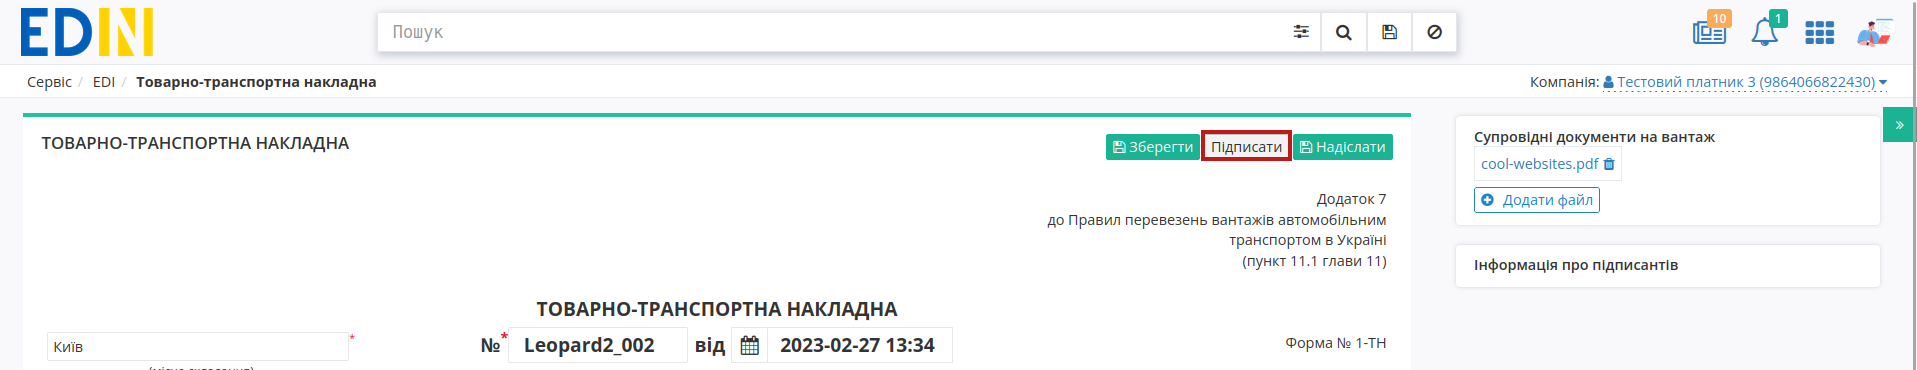 EDIN
Пошук
10
1
Сервіс / EDI / Товарно-транспортна накладна
Компанія: Тестовий платник 3 (9864066822430)
ТОВАРНО-ТРАНСПОРТНА НАКЛАДНА
Зберегти Підписати Надіслати
Додаток 7
до Правил перевезень вантажів автомобільним
транспортом в Україні
(пункт 11.1 глави 11)
ТОВАРНО-ТРАНСПОРТНА НАКЛАДНА
Київ*
№* Leopard2_002 від 2023-02-27 13:34
Форма № 1-ТН
»
Супровідні документи на вантаж
cool-websites.pdf
Додати файл
Інформація про підписантів